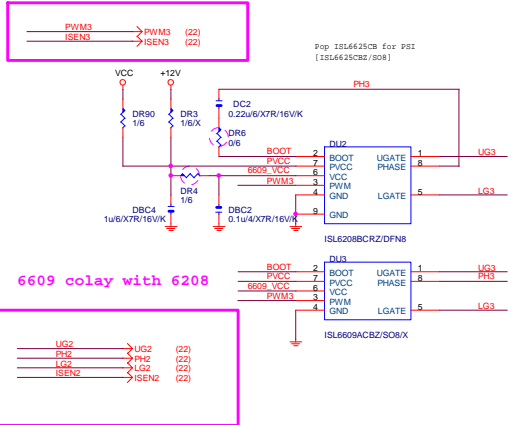 PWM3 PWM3 (22)
ISEN3 ISEN3 (22)
Pop ISL6625CB for PSI
[ISL6625CBZ/SO8]
VCC +12V
PH3
DC2
0.22u/6/X7R/16V/K
DR90
1/6
DR3
1/6/X
DR6
0/6
DU2
BOOT 2 BOOT UGATE 1 UG3
PVCC 7 PVCC PHASE 8
6609_VCC 6 VCC
PWM3 3 PWM
4 GND LGATE 5 LG3
9 GND
DR4
1/6
DBC4
1u/6/X7R/16V/K
DBC2
0.1u/4/X7R/16V/K
ISL6208BCRZ/DFN8
DU3
BOOT 2 BOOT UGATE 1 UG3
PVCC 7 PVCC PHASE 8 PH3
6609_VCC 6 VCC
PWM3 3 PWM
4 GND LGATE 5 LG3
ISL6609ACBZ/SO8/X
6609 colay with 6208
UG2 UG2 (22)
PH2 PH2 (22)
LG2 LG2 (22)
ISEN2 ISEN2 (22)